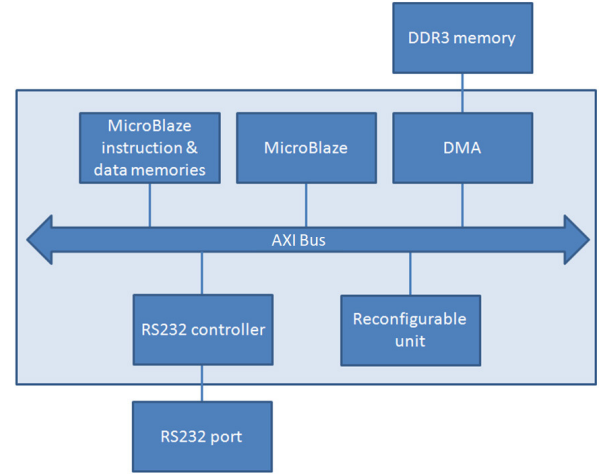 DDR3 memory
MicroBlaze
instruction &
data memories
MicroBlaze
DMA
AXI Bus
RS232 controller
Reconfigurable
unit
RS232 port